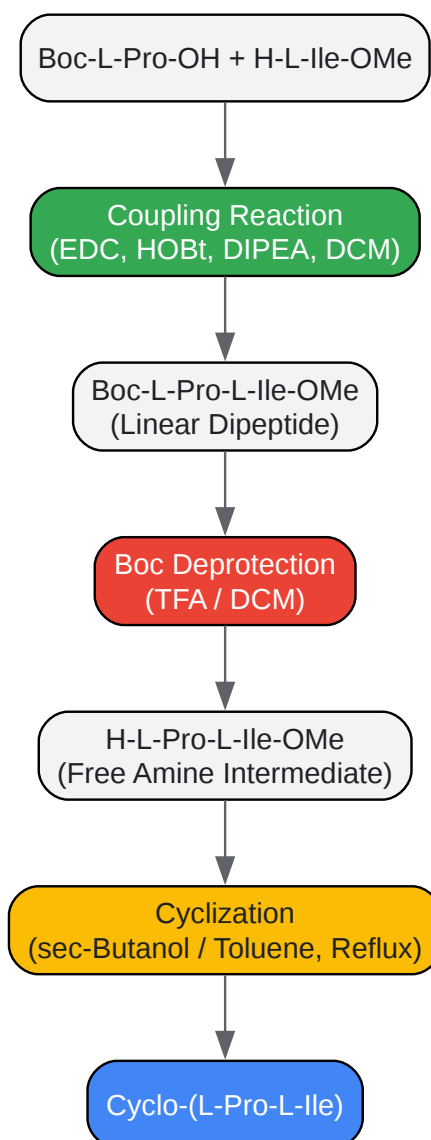 Boc-L-Pro-OH + H-L-Ile-OMe
Coupling Reaction
(EDC, HOBt, DIPEA, DCM)
Boc-L-Pro-L-Ile-OMe
(Linear Dipeptide)
Boc Deprotection
(TFA / DCM)
H-L-Pro-L-Ile-OMe
(Free Amine Intermediate)
Cyclization
(sec-Butanol / Toluene, Reflux)
Cyclo-(L-Pro-L-Ile)